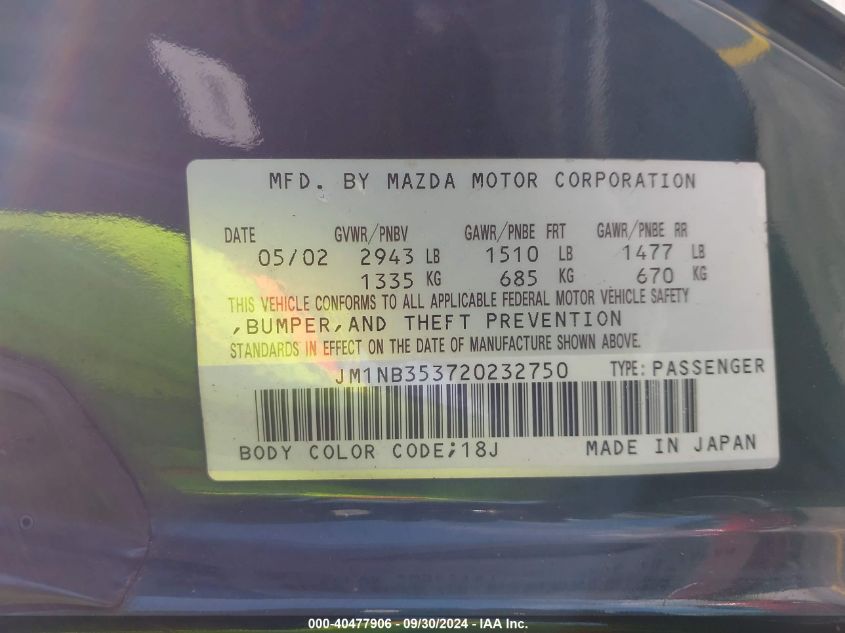 MFD. BY MAZDA MOTOR CORPORATION
DATE GVWR/PNBV GAWR/PNBE FRT GAWR/PNBE RR
05/02 2943 LB 1510 LB 1477 LB
1335 KG 685 KG 670 KG
THIS VEHICLE CONFORMS TO ALL APPLICABLE FEDERAL MOTOR VEHICLE SAFETY
,BUMPER,AND THEFT PREVENTION
STANDARDS IN EFFECT ON THE DATE OF MANUFACTURE SHOWN ABOVE.
JM1NB353720232750 TYPE: PASSENGER
BODY COLOR CODE;18J MADE IN JAPAN
000-40477906 - 09/30/2024 - IAA Inc.